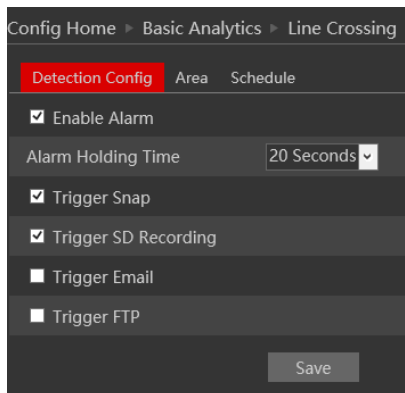 Config Home ▶ Basic Analytics ▶ Line Crossing
Detection Config Area Schedule
Enable Alarm
Alarm Holding Time 20 Seconds
Trigger Snap
Trigger SD Recording
Trigger Email
Trigger FTP
Save